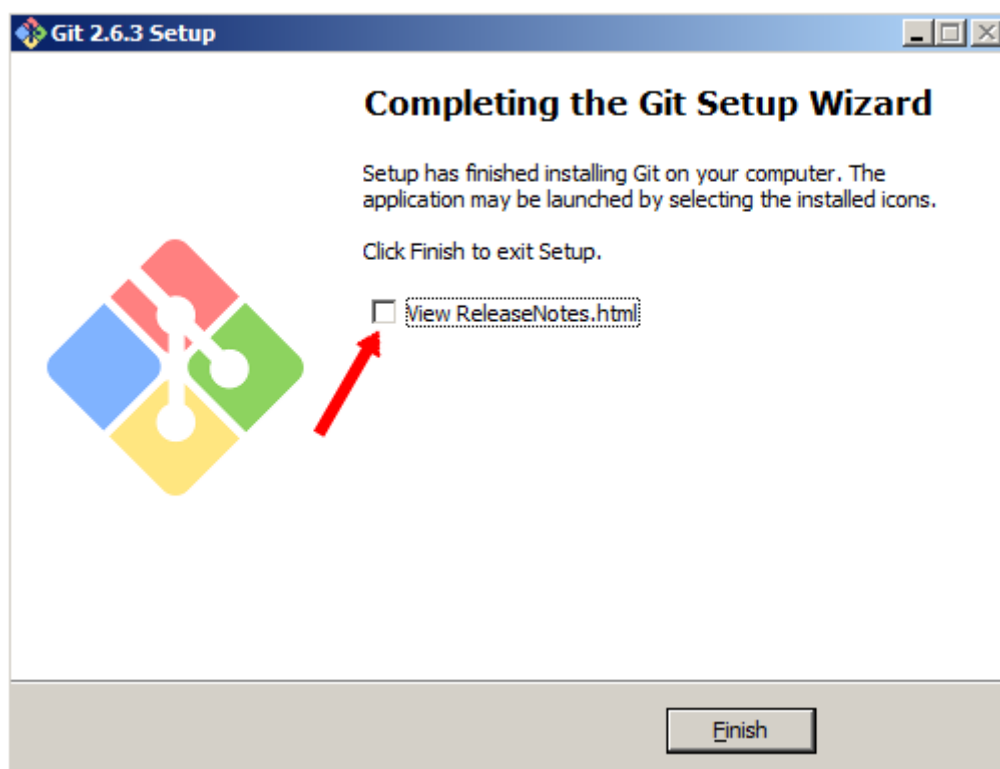 Git 2.6.3 Setup
Completing the Git Setup Wizard
Setup has finished installing Git on your computer. The
application may be launched by selecting the installed icons.
Click Finish to exit Setup.
View ReleaseNotes.html
Finish